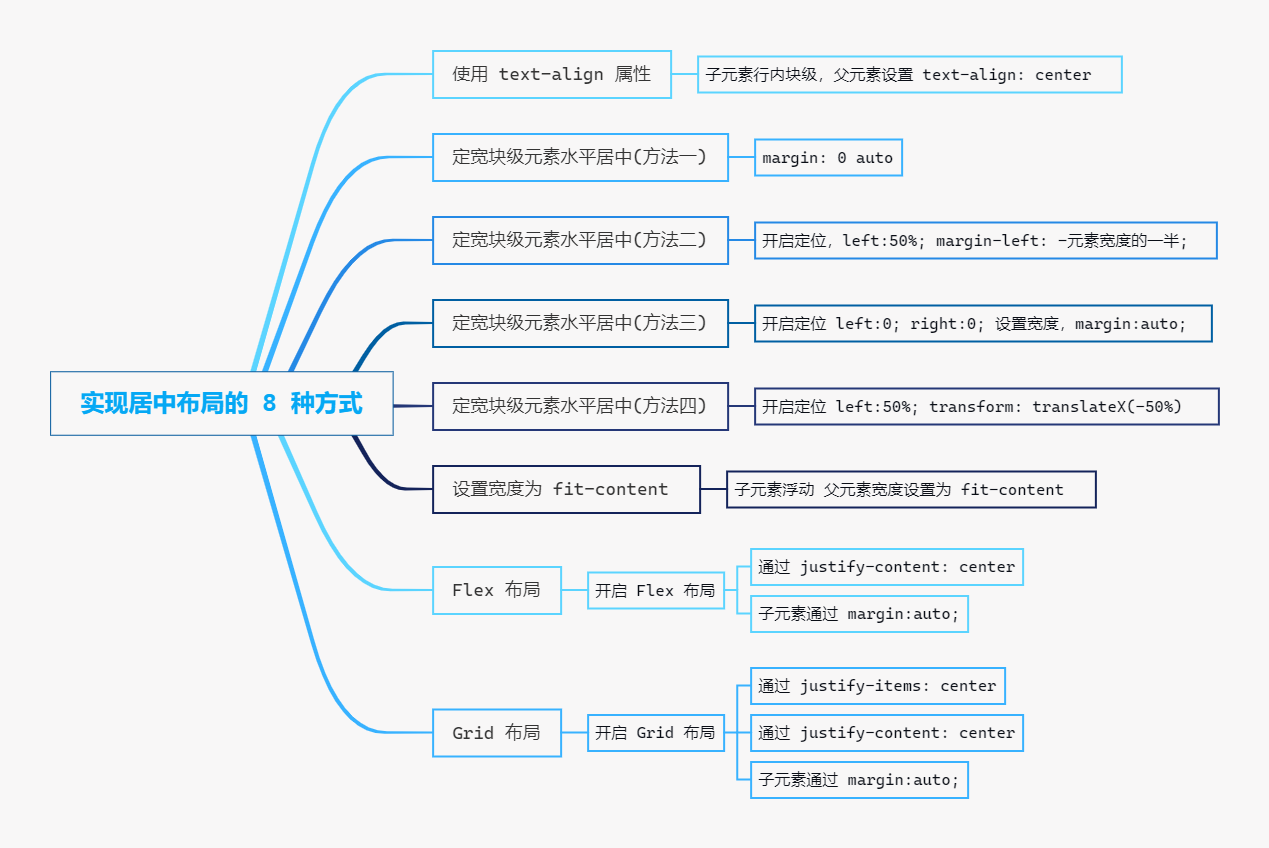 使用 text-align 属性
子元素行内块级，父元素设置 text-align: center
定宽块级元素水平居中(方法一)
margin: 0 auto
定宽块级元素水平居中(方法二)
开启定位，left:50%; margin-left: -元素宽度的一半;
定宽块级元素水平居中(方法三)
开启定位 left:0; right:0; 设置宽度，margin:auto;
实现居中布局的 8 种方式
定宽块级元素水平居中(方法四)
开启定位 left:50%; transform: translateX(-50%)
设置宽度为 fit-content
子元素浮动 父元素宽度设置为 fit-content
Flex 布局
开启 Flex 布局
通过 justify-content: center
子元素通过 margin:auto;
Grid 布局
开启 Grid 布局
通过 justify-items: center
通过 justify-content: center
子元素通过 margin:auto;